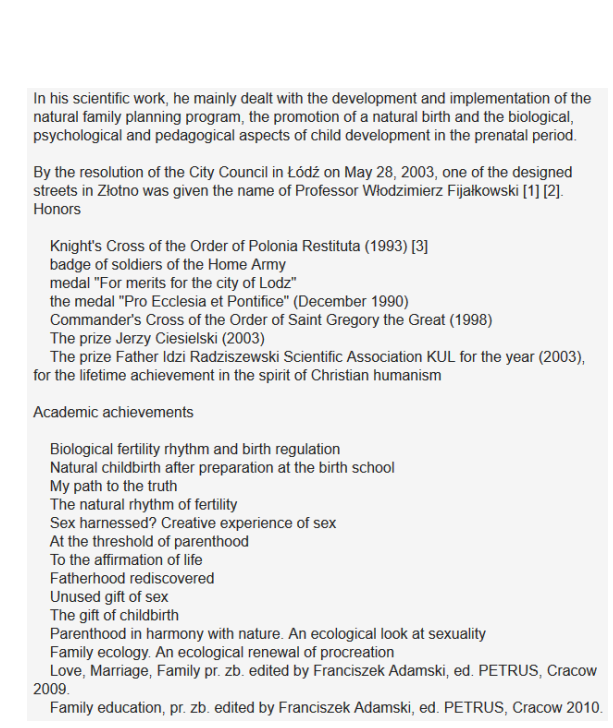 In his scientific work, he mainly dealt with the development and implementation of the
natural family planning program, the promotion of a natural birth and the biological,
psychological and pedagogical aspects of child development in the prenatal period.
By the resolution of the City Council in Łódź on May 28, 2003, one of the designed
streets in Złotno was given the name of Professor Włodzimierz Fijałkowski [1] [2].
Honors
Knight's Cross of the Order of Polonia Restituta (1993) [3]
badge of soldiers of the Home Army
medal "For merits for the city of Lodz"
the medal "Pro Ecclesia et Pontifice" (December 1990)
Commander's Cross of the Order of Saint Gregory the Great (1998)
The prize Jerzy Ciesielski (2003)
The prize Father Idzi Radziszewski Scientific Association KUL for the year (2003),
for the lifetime achievement in the spirit of Christian humanism
Academic achievements
Biological fertility rhythm and birth regulation
Natural childbirth after preparation at the birth school
My path to the truth
The natural rhythm of fertility
Sex harnessed? Creative experience of sex
At the threshold of parenthood
To the affirmation of life
Fatherhood rediscovered
Unused gift of sex
The gift of childbirth
Parenthood in harmony with nature. An ecological look at sexuality
Family ecology. An ecological renewal of procreation
Love, Marriage, Family pr. zb. edited by Franciszek Adamski, ed. PETRUS, Cracow
2009.
Family education, pr. zb. edited by Franciszek Adamski, ed. PETRUS, Cracow 2010.